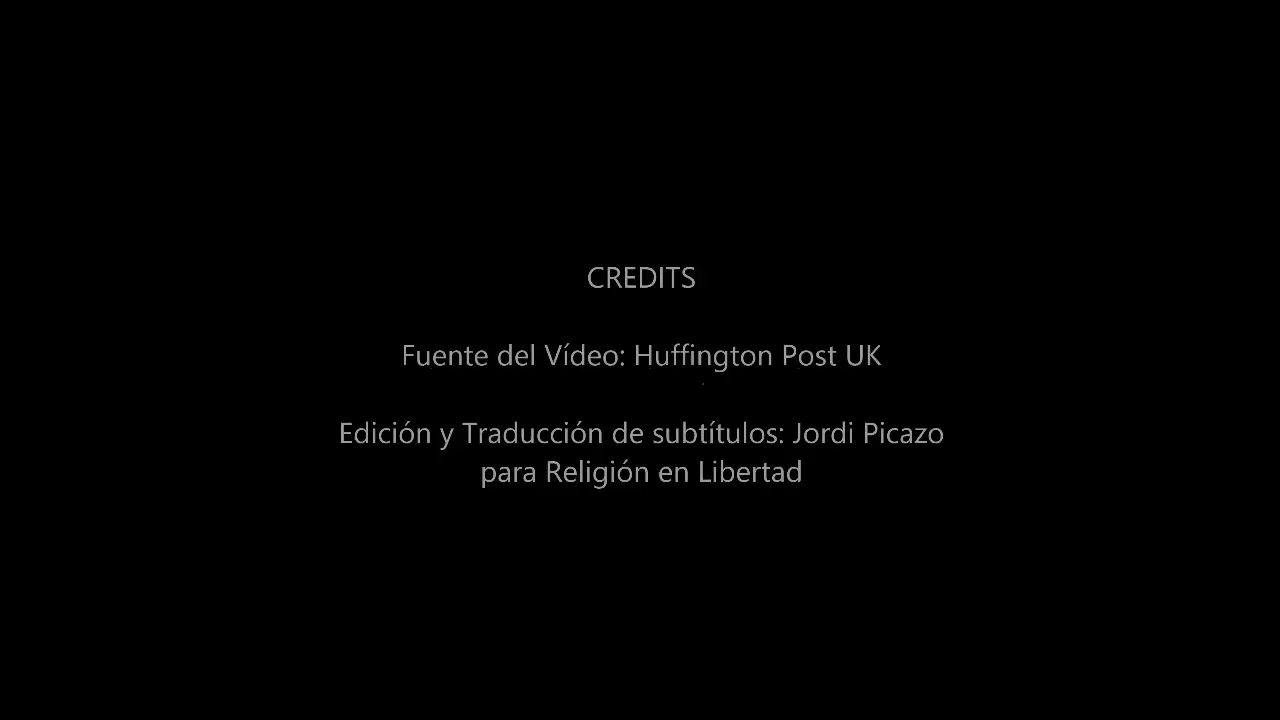 CREDITS
Fuente del Vídeo: Huffington Post UK
Edición y Traducción de subtítulos: Jordi Picazo
para Religión en Libertad